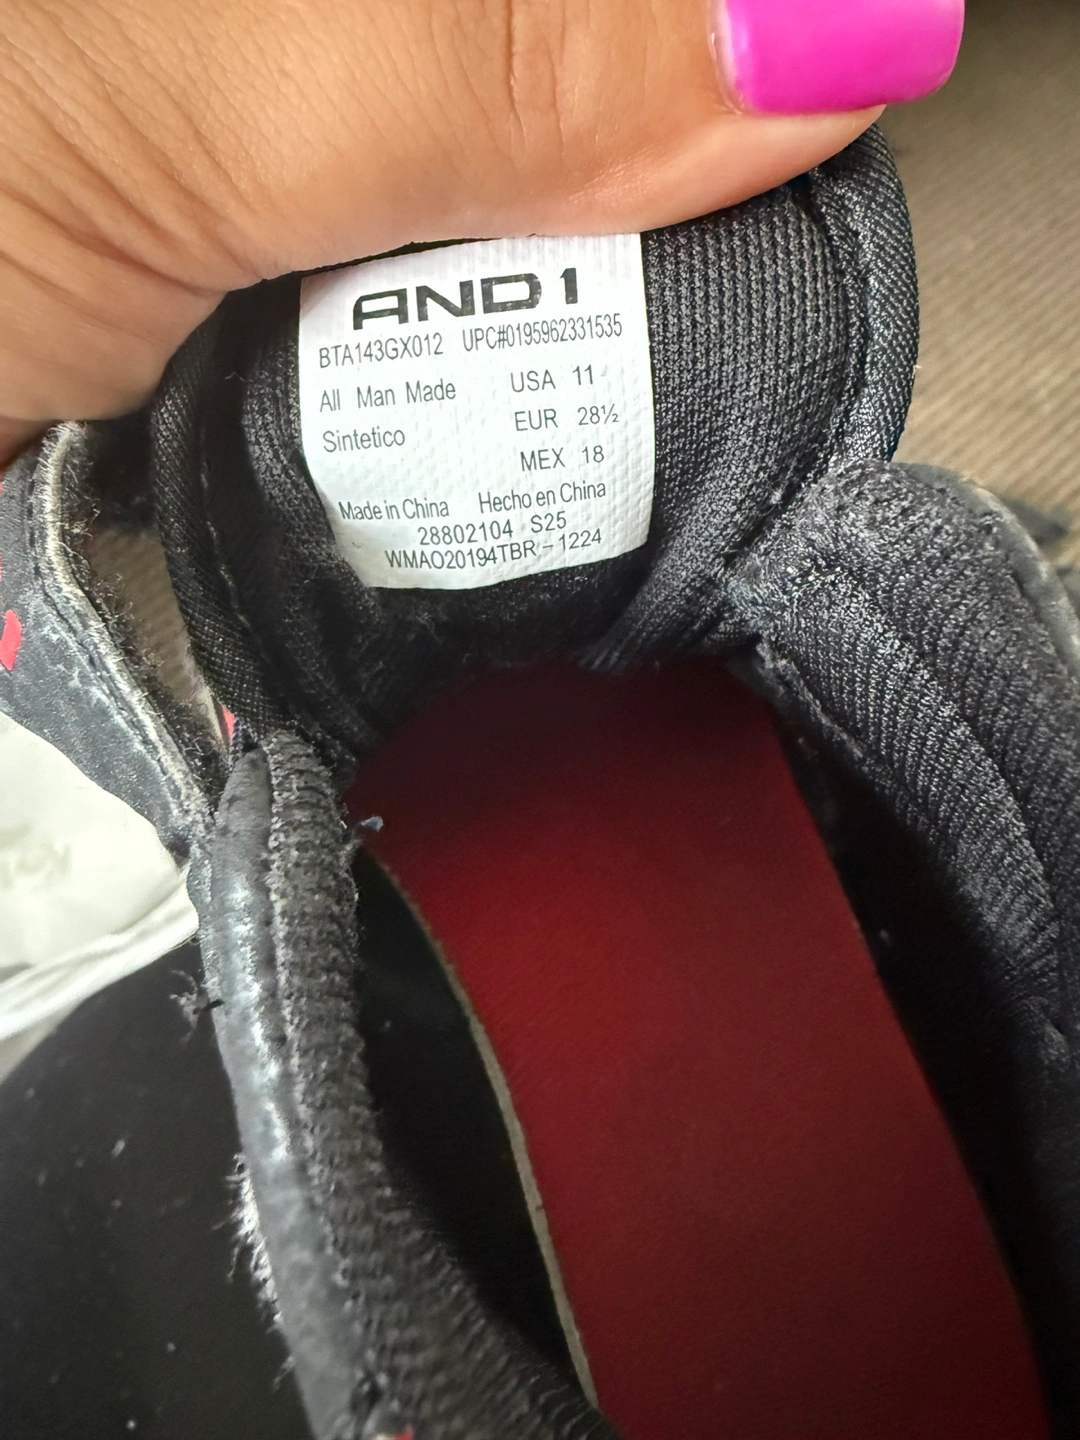 AND1
BTA143GX012 UPC#0195962331535
All Man Made USA 11
Sintetico EUR 28½
MEX 18
Made in China Hecho en China
28802104 S25
WMAO20194TBR-1224